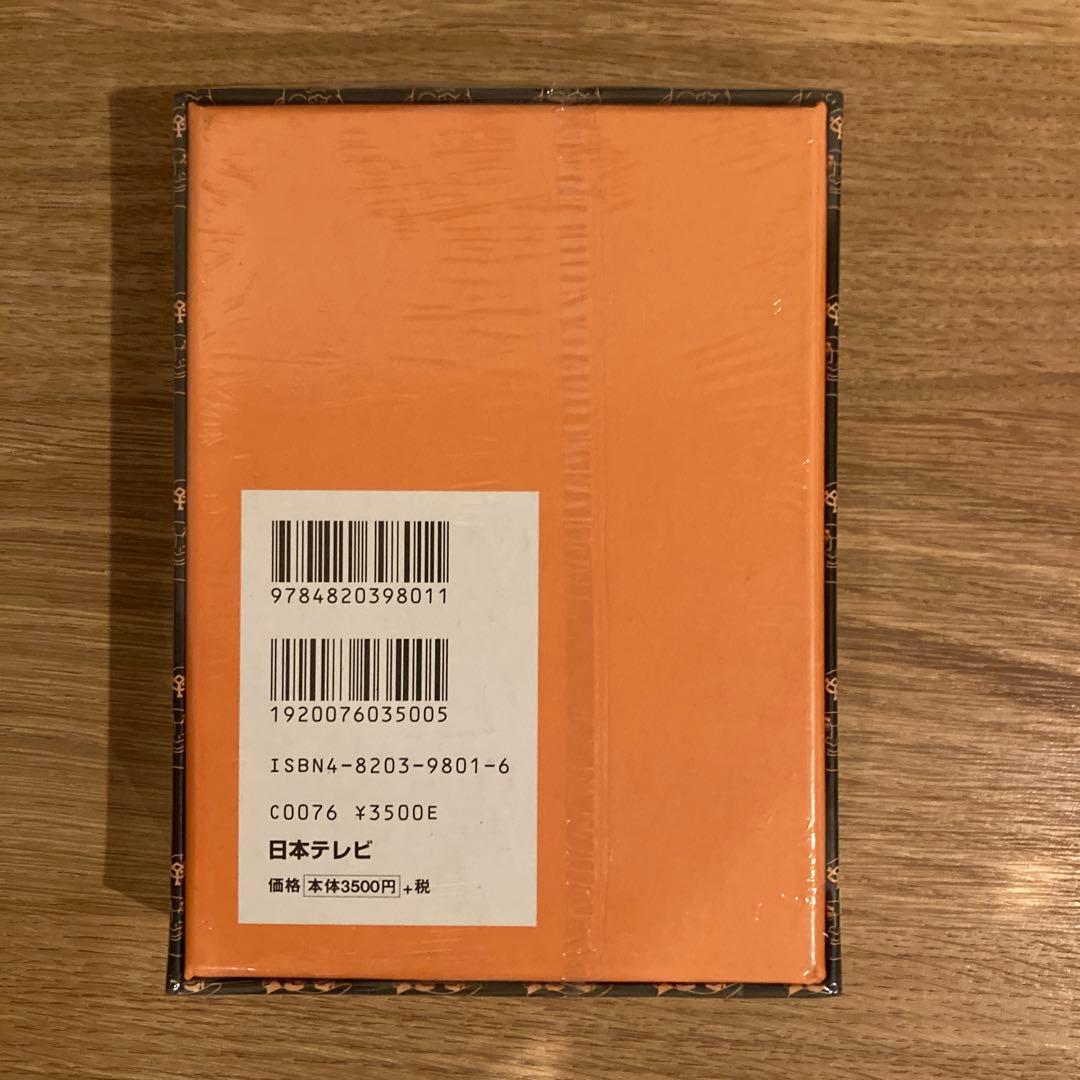 9784820398011
1920076035005
ISBN4-8203-9801-6
C0076 ¥3500E
日本テレビ
価格 本体3500円 +税